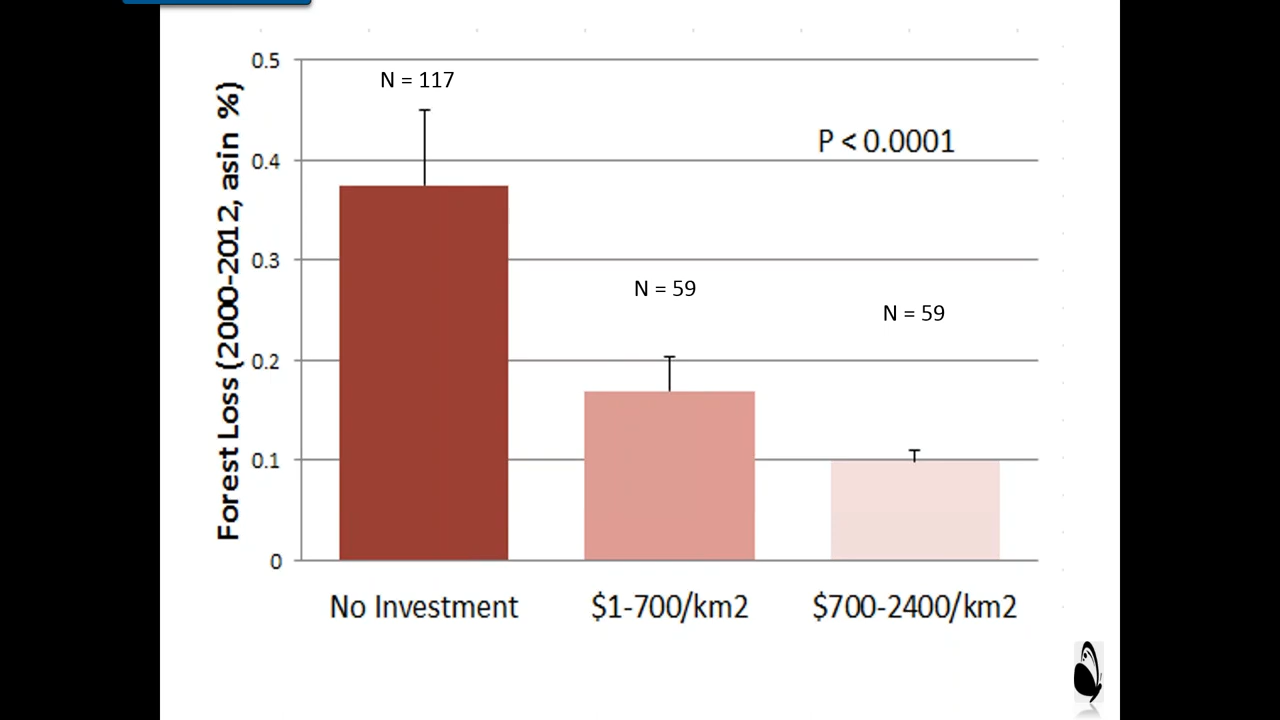 Forest Loss (2000-2012, asin %)
0.5
0.4
0.3
0.2
0.1
0
N = 117
P < 0.0001
N = 59
N = 59
No Investment
$1-700/km2
$700-2400/km2